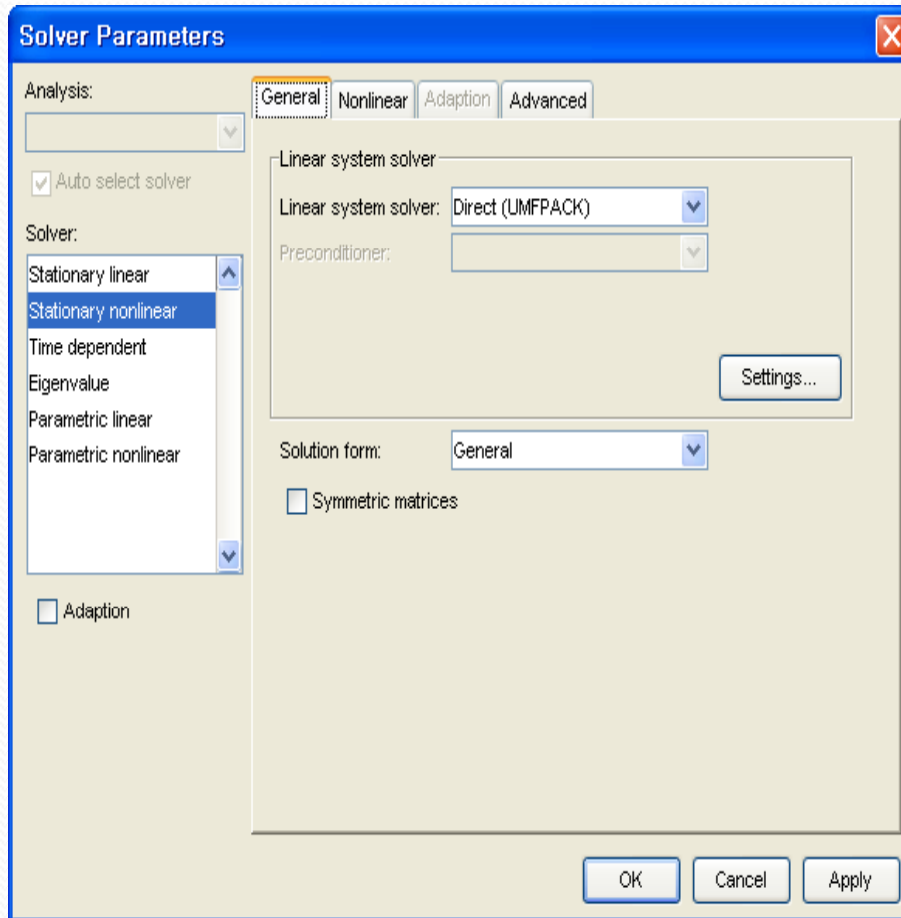 Solver Parameters
Analysis:
Auto select solver
Solver:
Stationary linear
Stationary nonlinear
Time dependent
Eigenvalue
Parametric linear
Parametric nonlinear
Adaption
General Nonlinear Adaption Advanced
Linear system solver
Linear system solver: Direct (UMFPACK)
Preconditioner:
Settings...
Solution form: General
Symmetric matrices
OK Cancel Apply